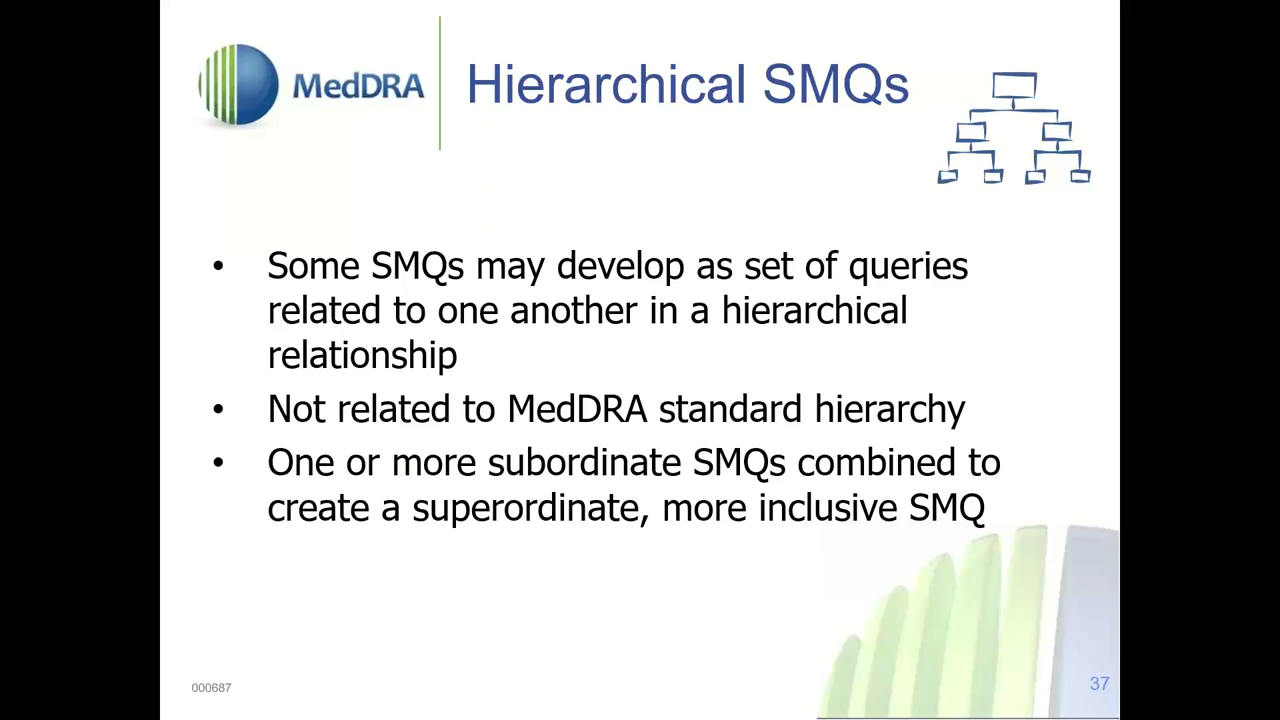 MedDRA
Hierarchical SMQs
• Some SMQs may develop as set of queries
related to one another in a hierarchical
relationship
• Not related to MedDRA standard hierarchy
• One or more subordinate SMQs combined to
create a superordinate, more inclusive SMQ
000687
37